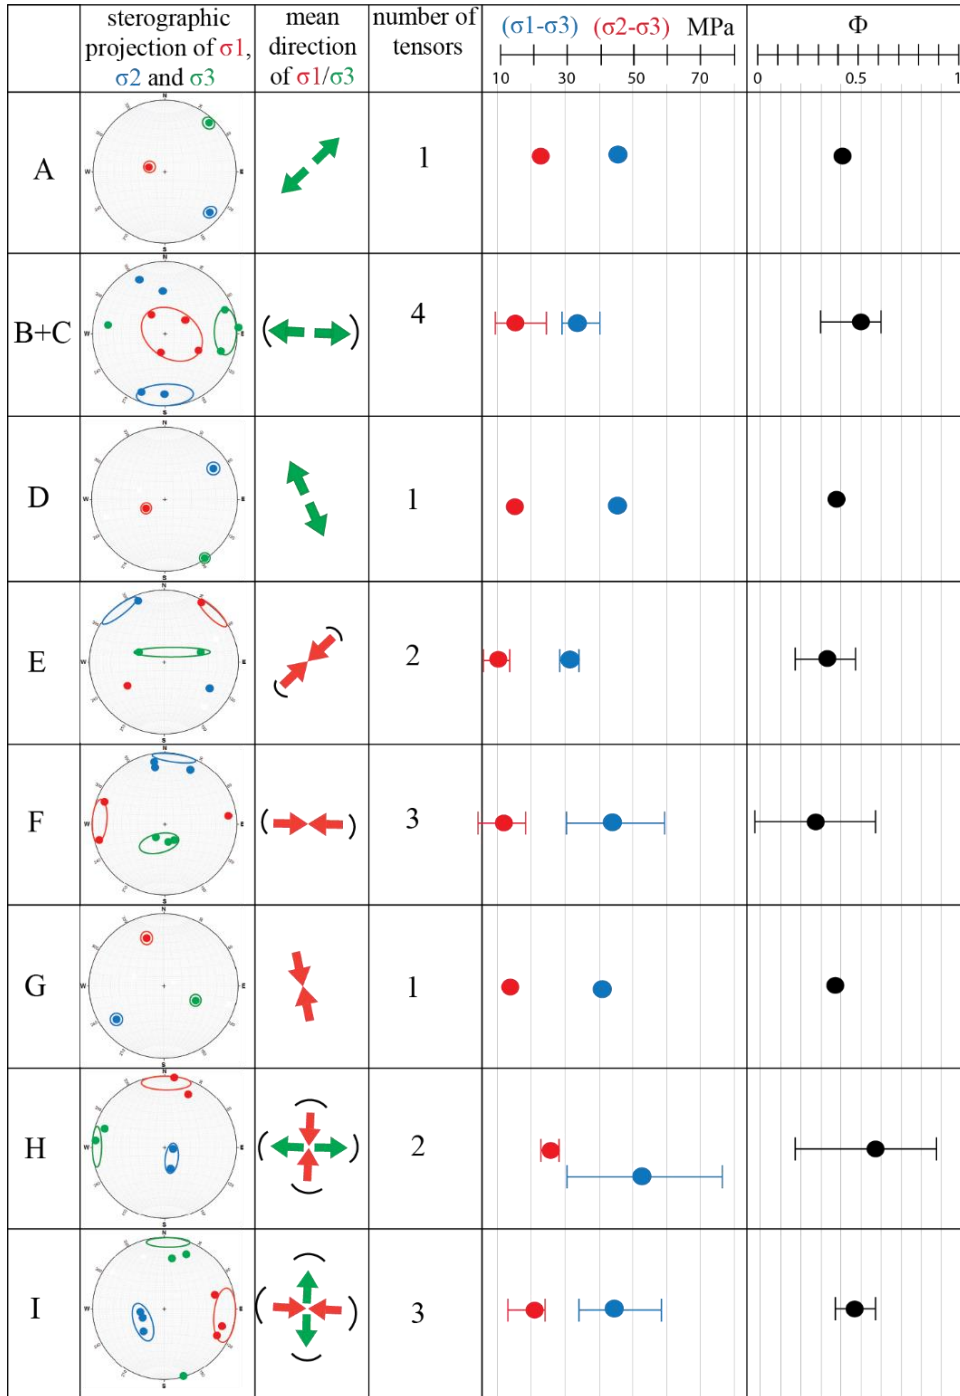 sterographic
projection of σ1,
σ2 and σ3
mean
direction
of σ1/σ3
number of
tensors
(σ1-σ3) (σ2-σ3) MPa
10 30 50 70
Φ
0 0.5 1
A
N
W E
S
1
B+C
N
W E
S
( )
4
D
N
W E
S
1
E
N
W E
S
2
F
N
W E
S
( )
3
G
N
W E
S
1
H
N
W E
S
( )
2
I
N
W E
S
( )
3